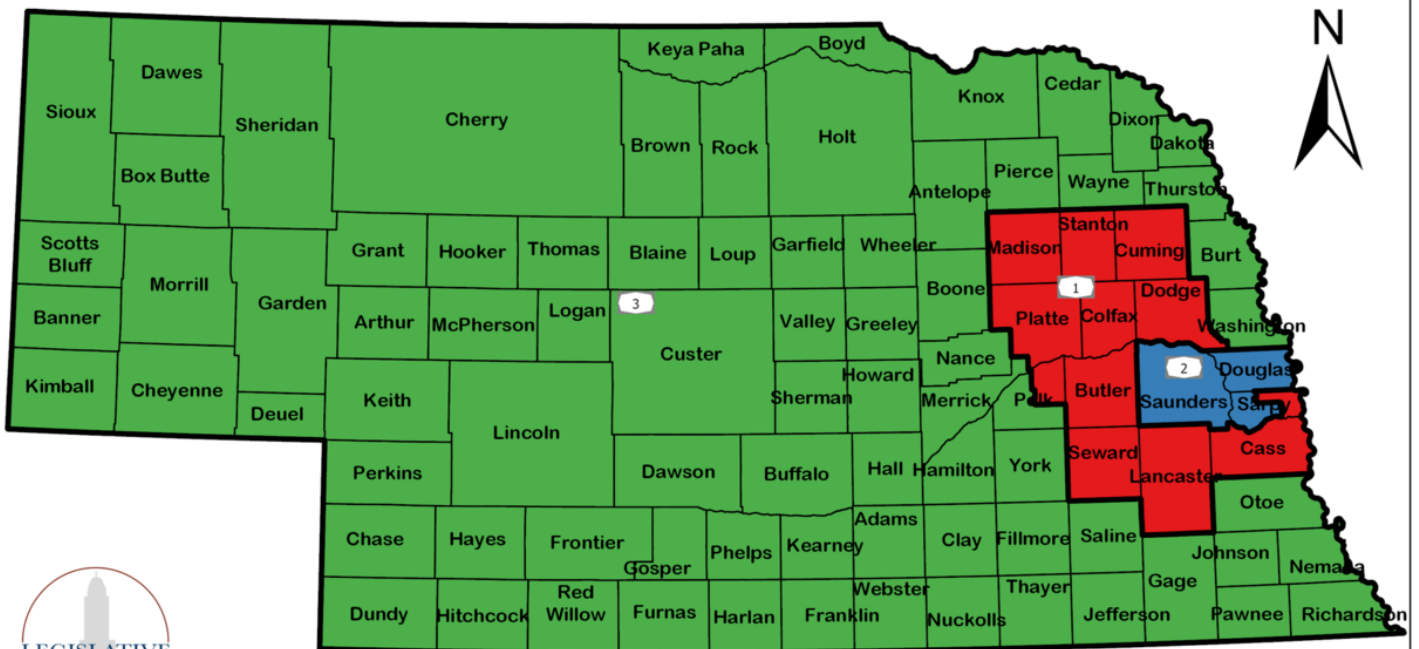 N
Keya Paha
Boyd
Dawes
Sioux
Sheridan
Cherry
Brown
Rock
Holt
Knox
Cedar
Dixon
Dakota
Box Butte
Antelope
Pierce
Wayne
Thurston
Scotts
Bluff
Morrill
Garden
Grant
Hooker
Thomas
Blaine
Loup
Garfield
Wheeler
Madison
Stanton
Cuming
Burt
Banner
Arthur
McPherson
Logan
3
Custer
Valley
Greeley
Boone
1
Platte
Colfax
Dodge
Washington
Kimball
Cheyenne
Deuel
Keith
Lincoln
Sherman
Howard
Nance
Merrick
Polk
Butler
2
Saunders
Douglas
Sarpy
Perkins
Dawson
Buffalo
Hall
Hamilton
York
Seward
Lancaster
Cass
Otoe
Chase
Hayes
Frontier
Gosper
Phelps
Kearney
Adams
Clay
Fillmore
Saline
Johnson
Nemaha
Dundy
Hitchcock
Red
Willow
Furnas
Harlan
Franklin
Webster
Nuckolls
Thayer
Jefferson
Gage
Pawnee
Richardson
LEGISLATIVE